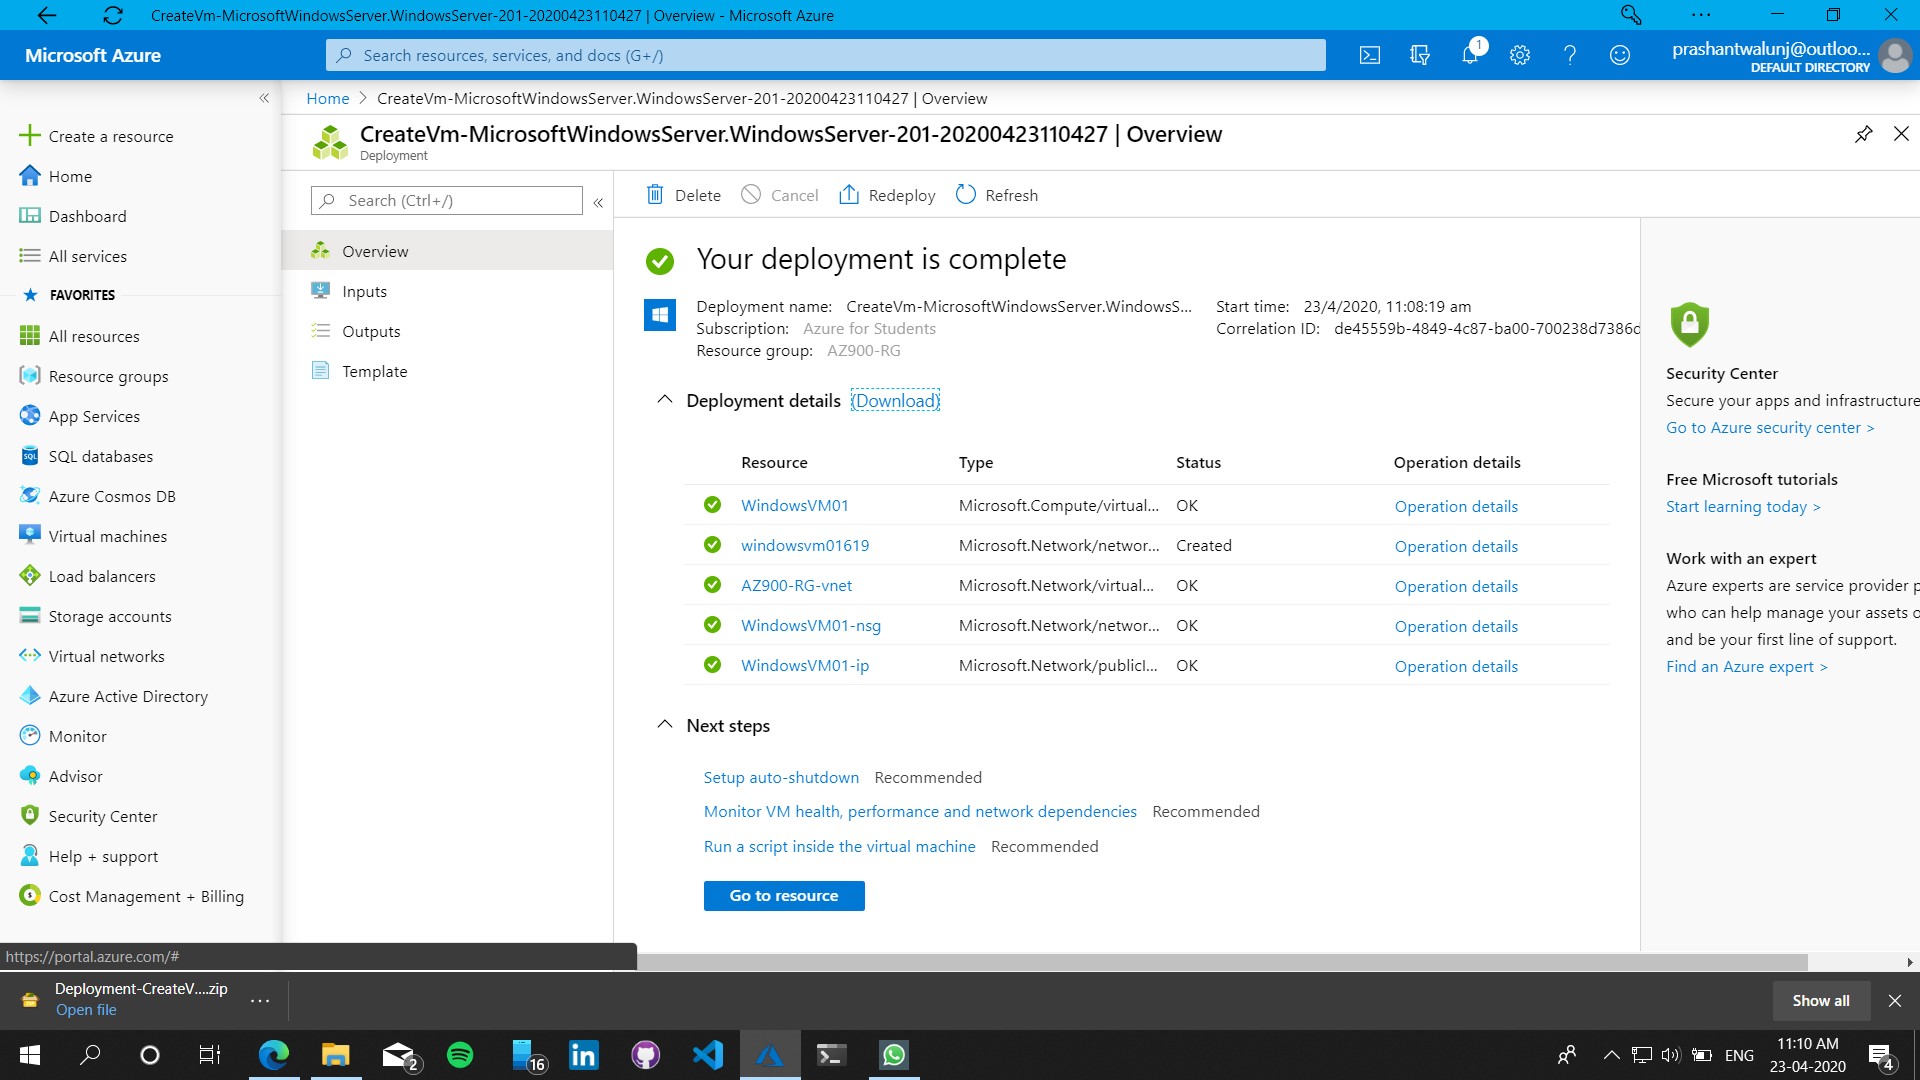 CreateVm-MicrosoftWindowsServer.WindowsServer-201-20200423110427 | Overview - Microsoft Azure
Microsoft Azure
Search resources, services, and docs (G+/)
1
prashantwalunj@outloo...
DEFAULT DIRECTORY
Home > CreateVm-MicrosoftWindowsServer.WindowsServer-201-20200423110427 | Overview
CreateVm-MicrosoftWindowsServer.WindowsServer-201-20200423110427 | Overview
Deployment
Create a resource
Home
Dashboard
All services
FAVORITES
All resources
Resource groups
App Services
SQL databases
Azure Cosmos DB
Virtual machines
Load balancers
Storage accounts
Virtual networks
Azure Active Directory
Monitor
Advisor
Security Center
Help + support
Cost Management + Billing
Search (Ctrl+/)
Overview
Inputs
Outputs
Template
Delete Cancel Redeploy Refresh
Your deployment is complete
Deployment name: CreateVm-MicrosoftWindowsServer.WindowsS...
Subscription: Azure for Students
Resource group: AZ900-RG
Start time: 23/4/2020, 11:08:19 am
Correlation ID: de45559b-4849-4c87-ba00-700238d7386d
Deployment details (Download)
Resource Type Status Operation details
WindowsVM01 Microsoft.Compute/virtual... OK Operation details
windowsvm01619 Microsoft.Network/networ... Created Operation details
AZ900-RG-vnet Microsoft.Network/virtual... OK Operation details
WindowsVM01-nsg Microsoft.Network/networ... OK Operation details
WindowsVM01-ip Microsoft.Network/publicI... OK Operation details
Next steps
Setup auto-shutdown Recommended
Monitor VM health, performance and network dependencies Recommended
Run a script inside the virtual machine Recommended
Go to resource
Security Center
Secure your apps and infrastructure
Go to Azure security center >
Free Microsoft tutorials
Start learning today >
Work with an expert
Azure experts are service provider p
who can help manage your assets o
and be your first line of support.
Find an Azure expert >
https://portal.azure.com/#
Deployment-CreateV....zip
Open file
Show all
2
16
ENG
11:10 AM
23-04-2020
4